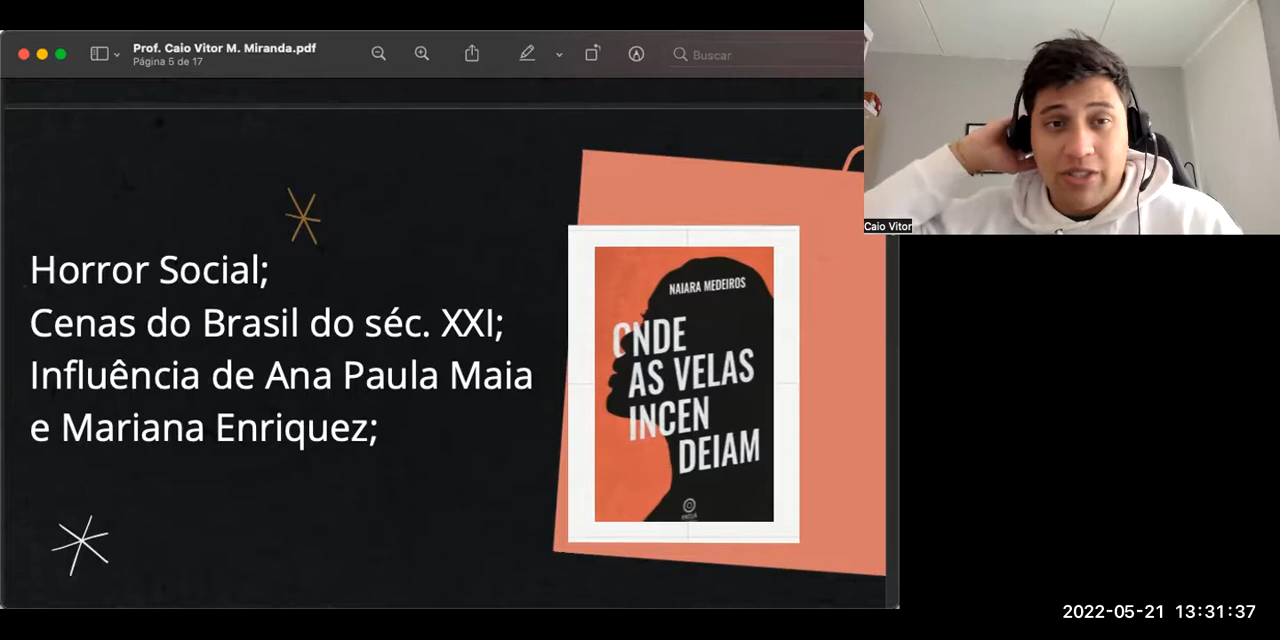 Prof. Caio Vitor M. Miranda.pdf
Página 5 de 17
Buscar
Caio Vitor
Horror Social;
Cenas do Brasil do séc. XXI;
Influência de Ana Paula Maia
e Mariana Enriquez;
NAIARA MEDEIROS
ONDE
AS VELAS
INCEN
DEIAM
2022-05-21 13:31:37